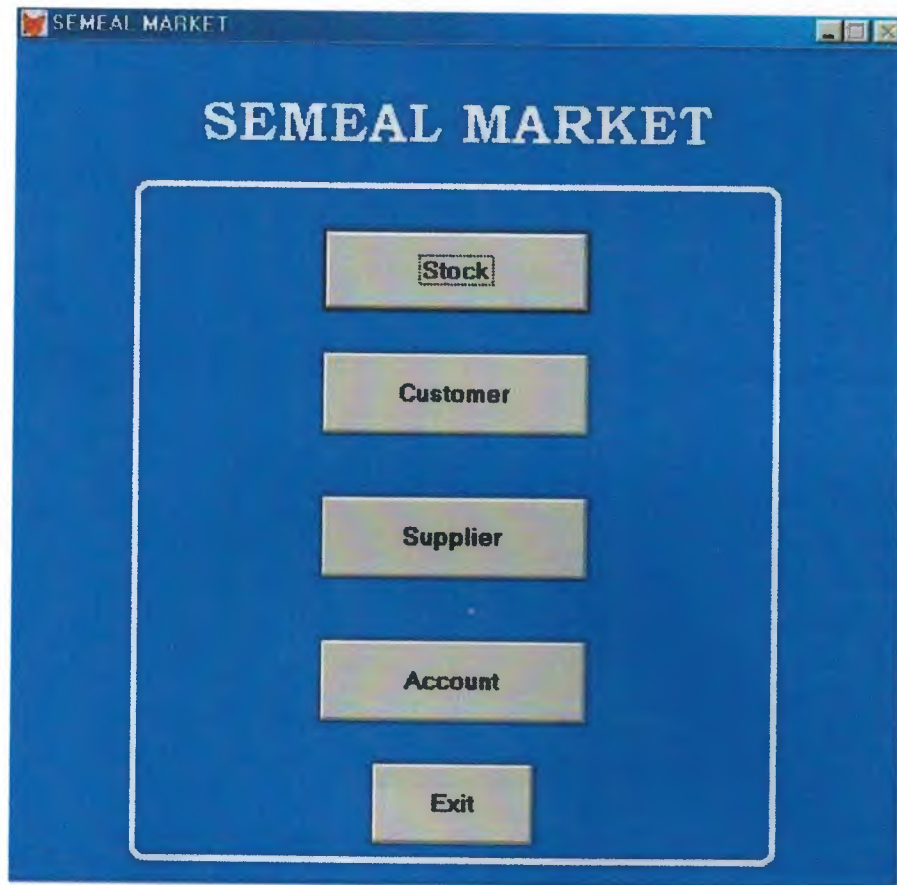 SEMEAL MARKET
SEMEAL MARKET
Stock
Customer
Supplier
Account
Exit